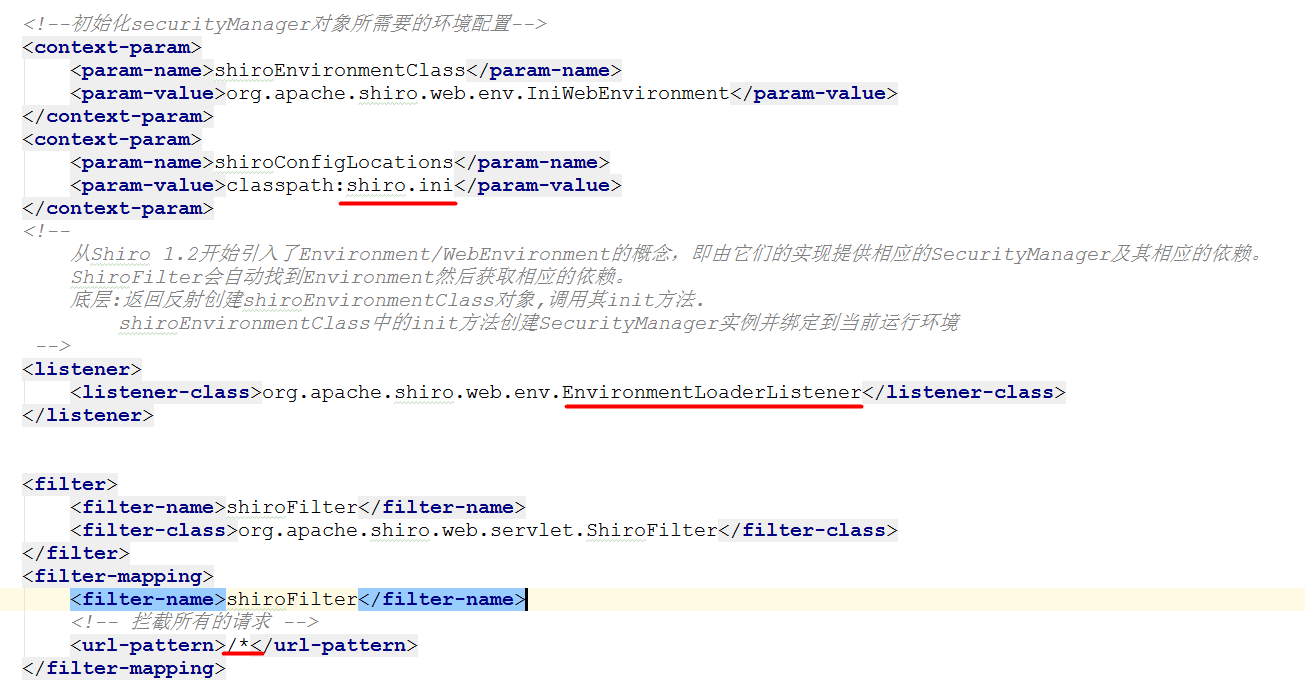 <!--初始化securityManager对象所需要的环境配置-->
<context-param>
<param-name>shiroEnvironmentClass</param-name>
<param-value>org.apache.shiro.web.env.IniWebEnvironment</param-value>
</context-param>
<context-param>
<param-name>shiroConfigLocations</param-name>
<param-value>classpath:shiro.ini</param-value>
</context-param>
<!--
从Shiro 1.2开始引入了Environment/WebEnvironment的概念，即由它们的实现提供相应的SecurityManager及其相应的依赖。
ShiroFilter会自动找到Environment然后获取相应的依赖。
底层:返回反射创建shiroEnvironmentClass对象,调用其init方法.
shiroEnvironmentClass中的init方法创建SecurityManager实例并绑定到当前运行环境
-->
<listener>
<listener-class>org.apache.shiro.web.env.EnvironmentLoaderListener</listener-class>
</listener>
<filter>
<filter-name>shiroFilter</filter-name>
<filter-class>org.apache.shiro.web.servlet.ShiroFilter</filter-class>
</filter>
<filter-mapping>
<filter-name>shiroFilter</filter-name>
<!-- 拦截所有的请求 -->
<url-pattern>/*</url-pattern>
</filter-mapping>